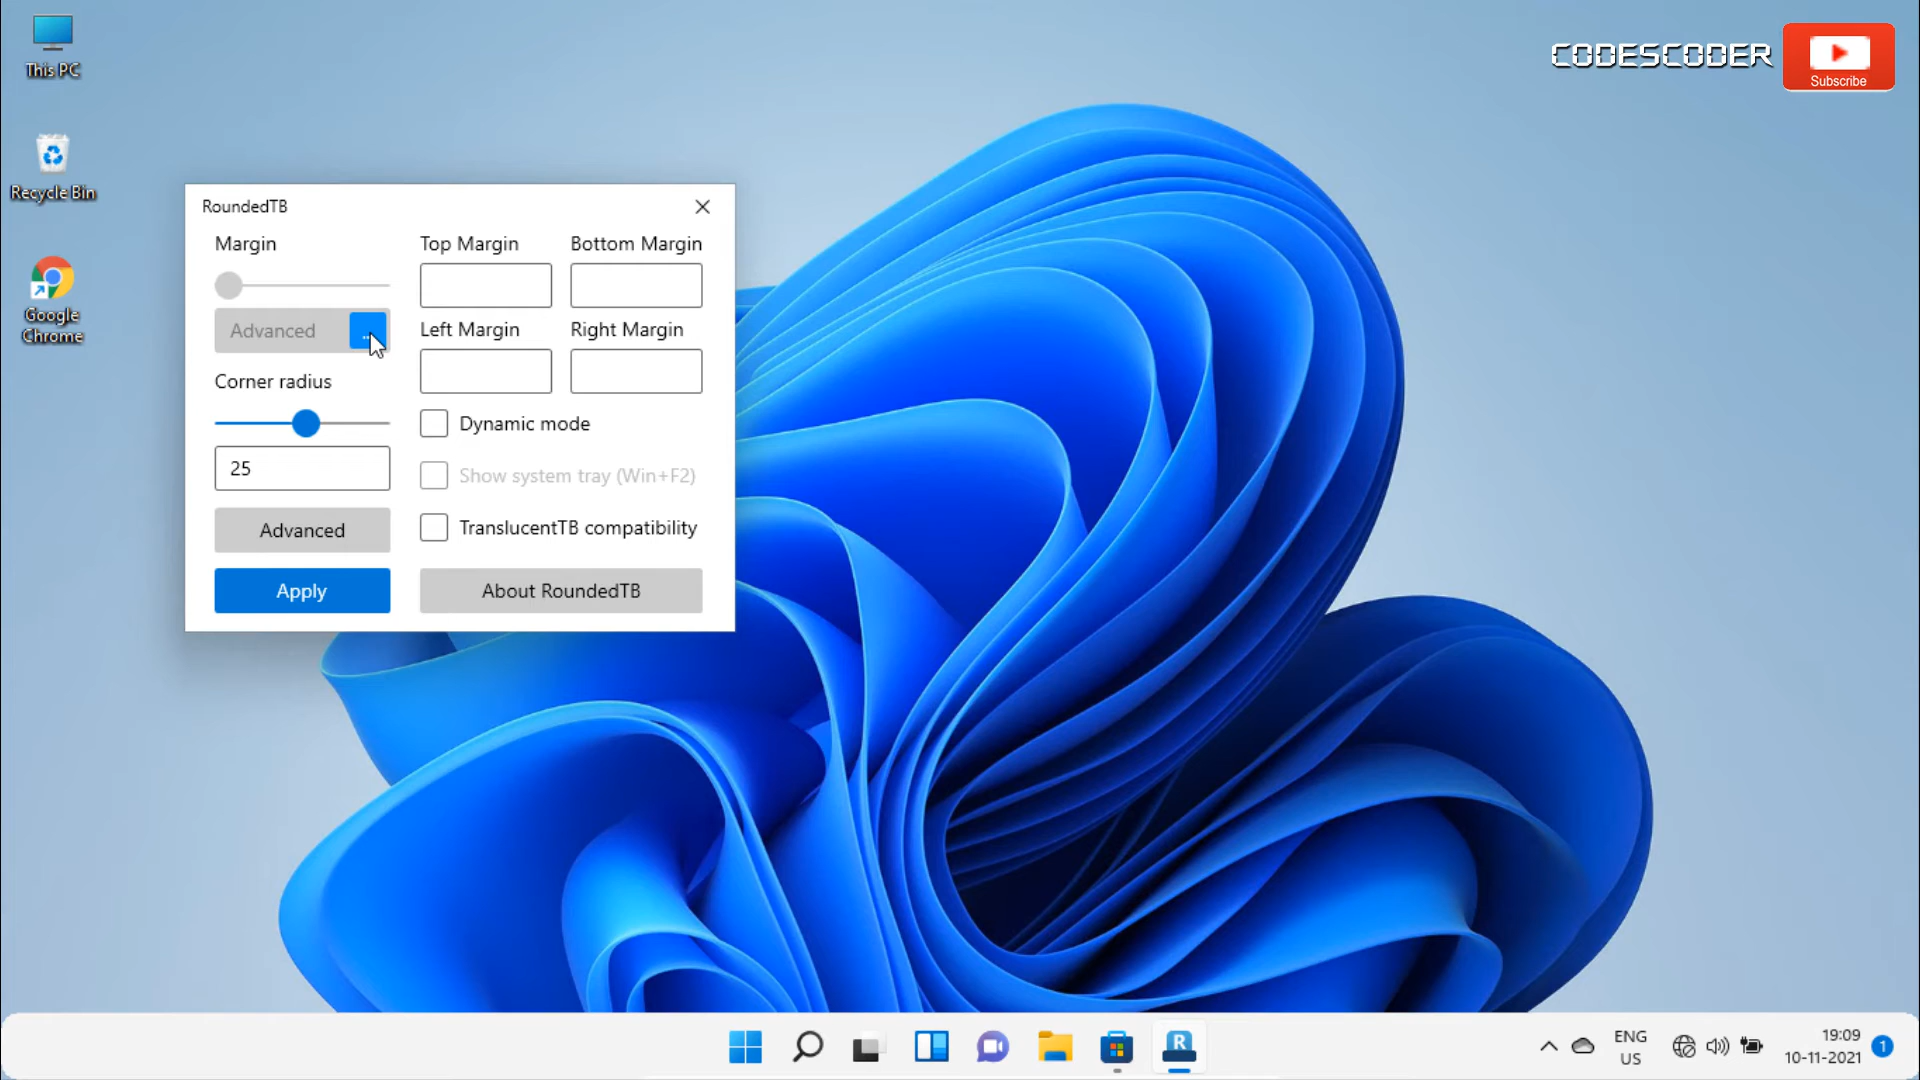 This PC
CODESCODER
Subscribe
Recycle Bin
Google
Chrome
RoundedTB
Margin
Top Margin
Bottom Margin
Advanced
...
Left Margin
Right Margin
Corner radius
Dynamic mode
25
Show system tray (Win+F2)
Advanced
TranslucentTB compatibility
Apply
About RoundedTB
R
ENG
US
19:09
10-11-2021
1